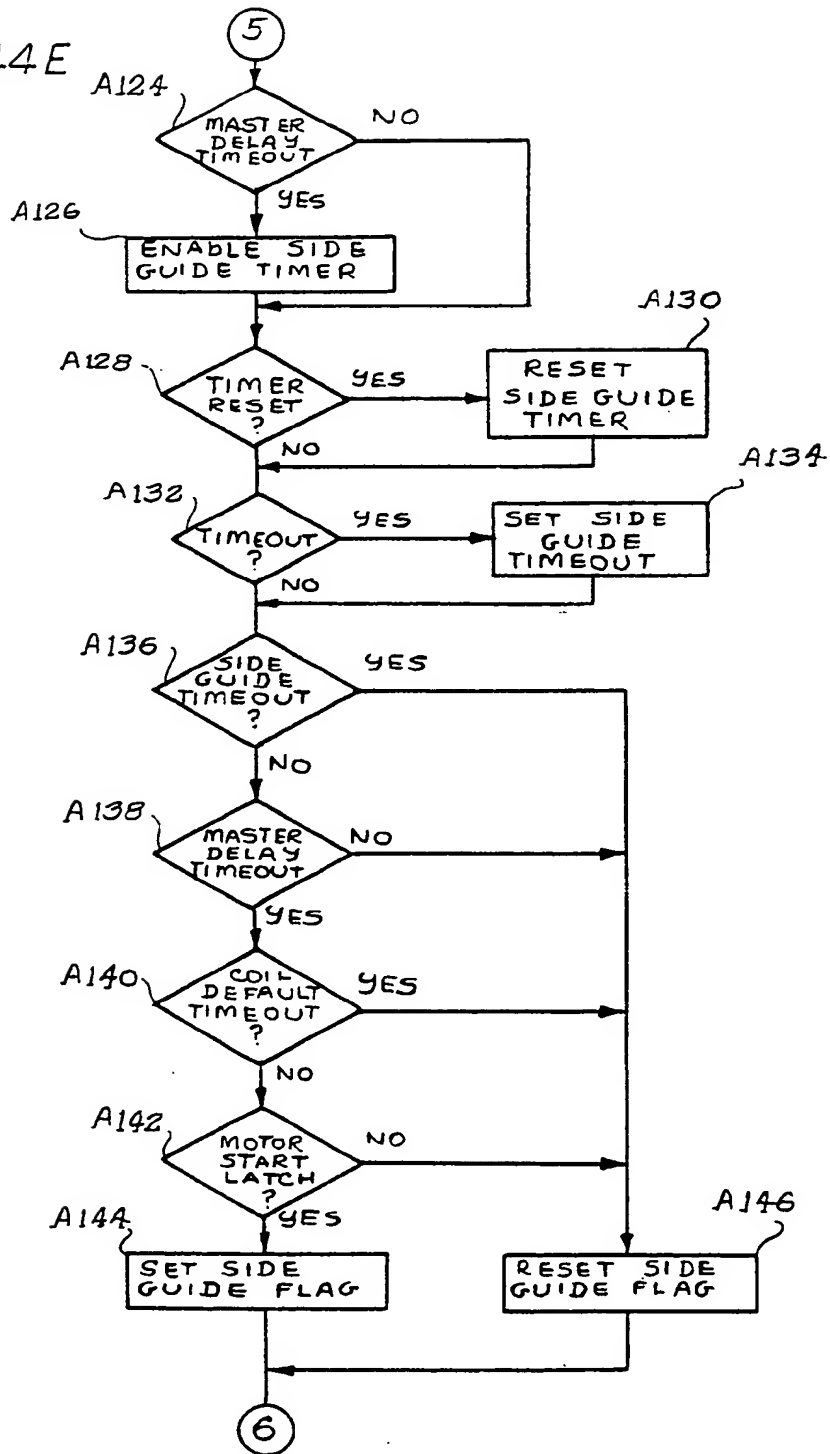 5
4E
A124
MASTER
DELAY
TIMEOUT
NO
YES
A126
ENABLE SIDE
GUIDE TIMER
A128
TIMER
RESET
?
YES
NO
A130
RESET
SIDE GUIDE
TIMER
A132
TIMEOUT
?
YES
NO
A134
SET SIDE
GUIDE
TIMEOUT
A136
SIDE
GUIDE
TIMEOUT
?
YES
NO
A138
MASTER
DELAY
TIMEOUT
NO
YES
A140
COIL
DEFAULT
TIMEOUT
?
YES
NO
A142
MOTOR
START
LATCH
?
NO
YES
A144
SET SIDE
GUIDE FLAG
A146
RESET SIDE
GUIDE FLAG
6